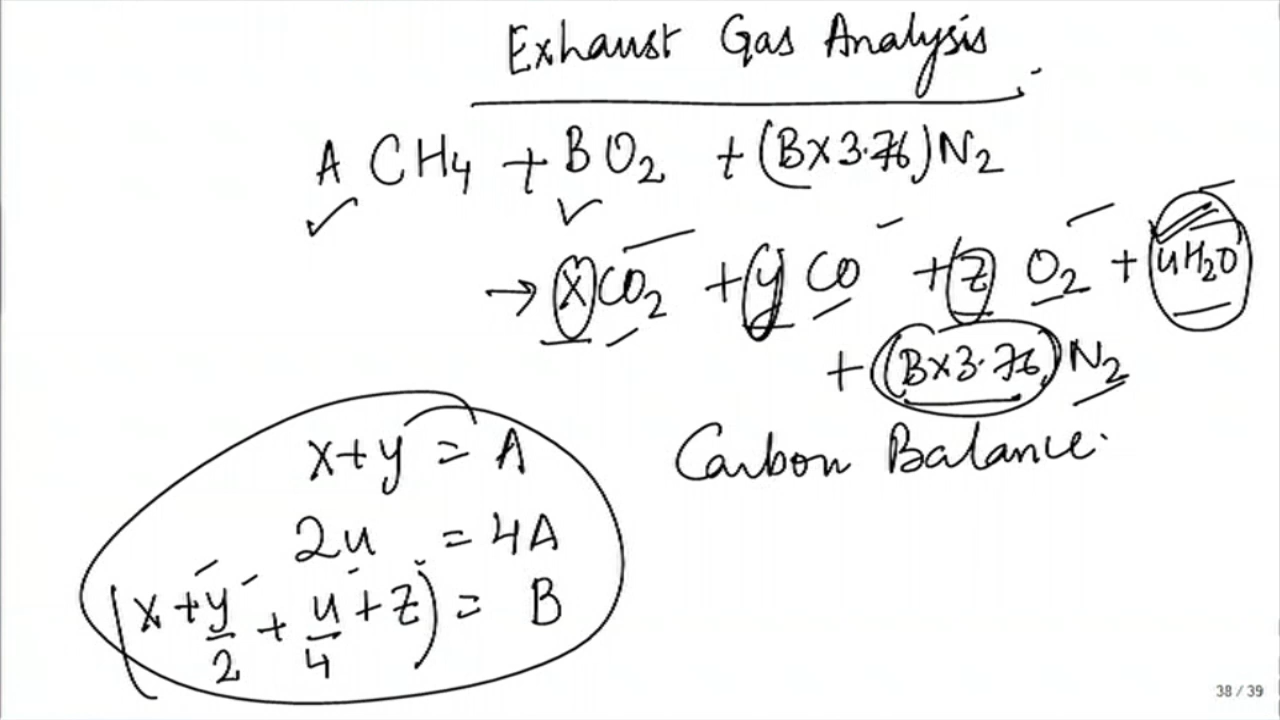 Exhaust Gas Analysis
A CH4 + B O2 + (B×3.76) N2
→ x CO2 + y CO + z O2 + u H2O
+ (B×3.76) N2
Carbon Balance
x + y = A
2u = 4A
(x + y/2 + u/4 + z) = B
38 / 39